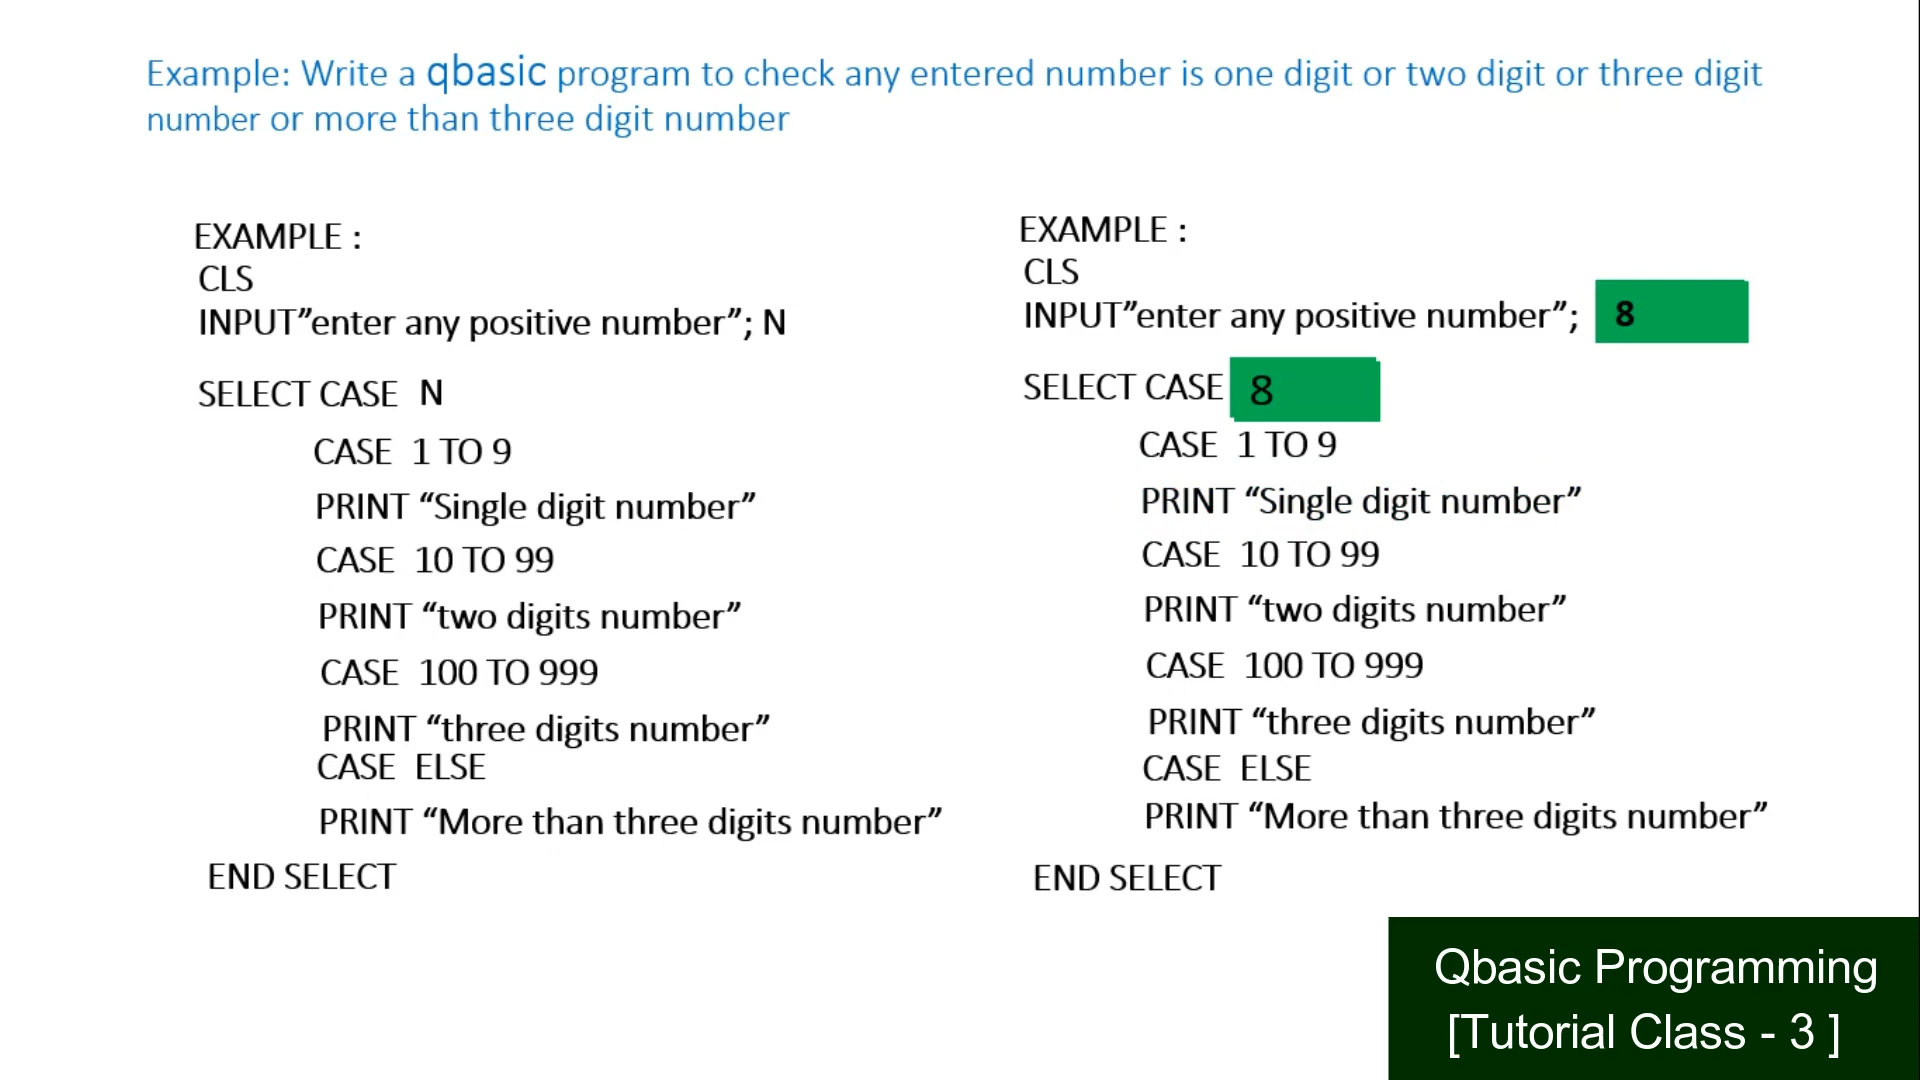 Example: Write a qbasic program to check any entered number is one digit or two digit or three digit
number or more than three digit number
EXAMPLE :
CLS
INPUT”enter any positive number”; N
SELECT CASE N
CASE 1 TO 9
PRINT “Single digit number”
CASE 10 TO 99
PRINT “two digits number”
CASE 100 TO 999
PRINT “three digits number”
CASE ELSE
PRINT “More than three digits number”
END SELECT
EXAMPLE :
CLS
INPUT”enter any positive number”; 8
SELECT CASE 8
CASE 1 TO 9
PRINT “Single digit number”
CASE 10 TO 99
PRINT “two digits number”
CASE 100 TO 999
PRINT “three digits number”
CASE ELSE
PRINT “More than three digits number”
END SELECT
Qbasic Programming
[Tutorial Class - 3 ]